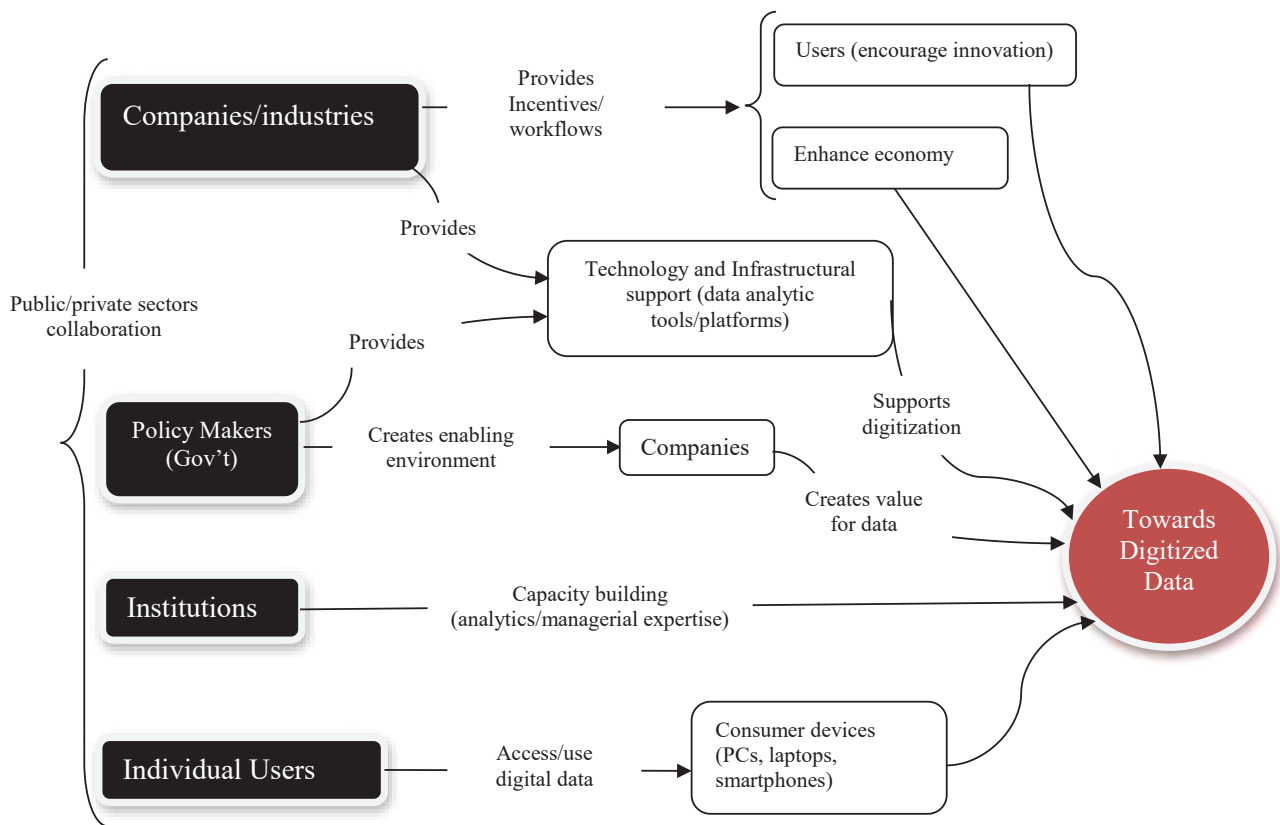 Users (encourage innovation)
Provides
Incentives/
workflows
Companies/industries
Enhance economy
Provides
Technology and Infrastructural
support (data analytic
tools/platforms)
Public/private sectors
collaboration
Provides
Supports
digitization
Policy Makers
(Gov’t)
Creates enabling
environment
Companies
Creates value
for data
Towards
Digitized
Data
Institutions
Capacity building
(analytics/managerial expertise)
Individual Users
Access/use
digital data
Consumer devices
(PCs, laptops,
smartphones)